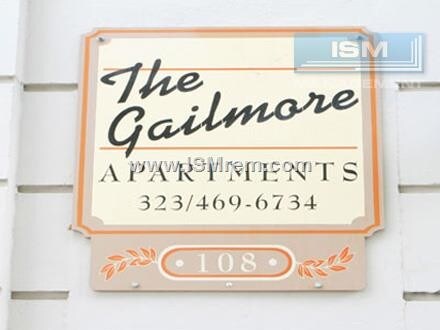 ISM
The
Gailmore
www.ISMrem.com
APARTMENTS
323/469-6734
108